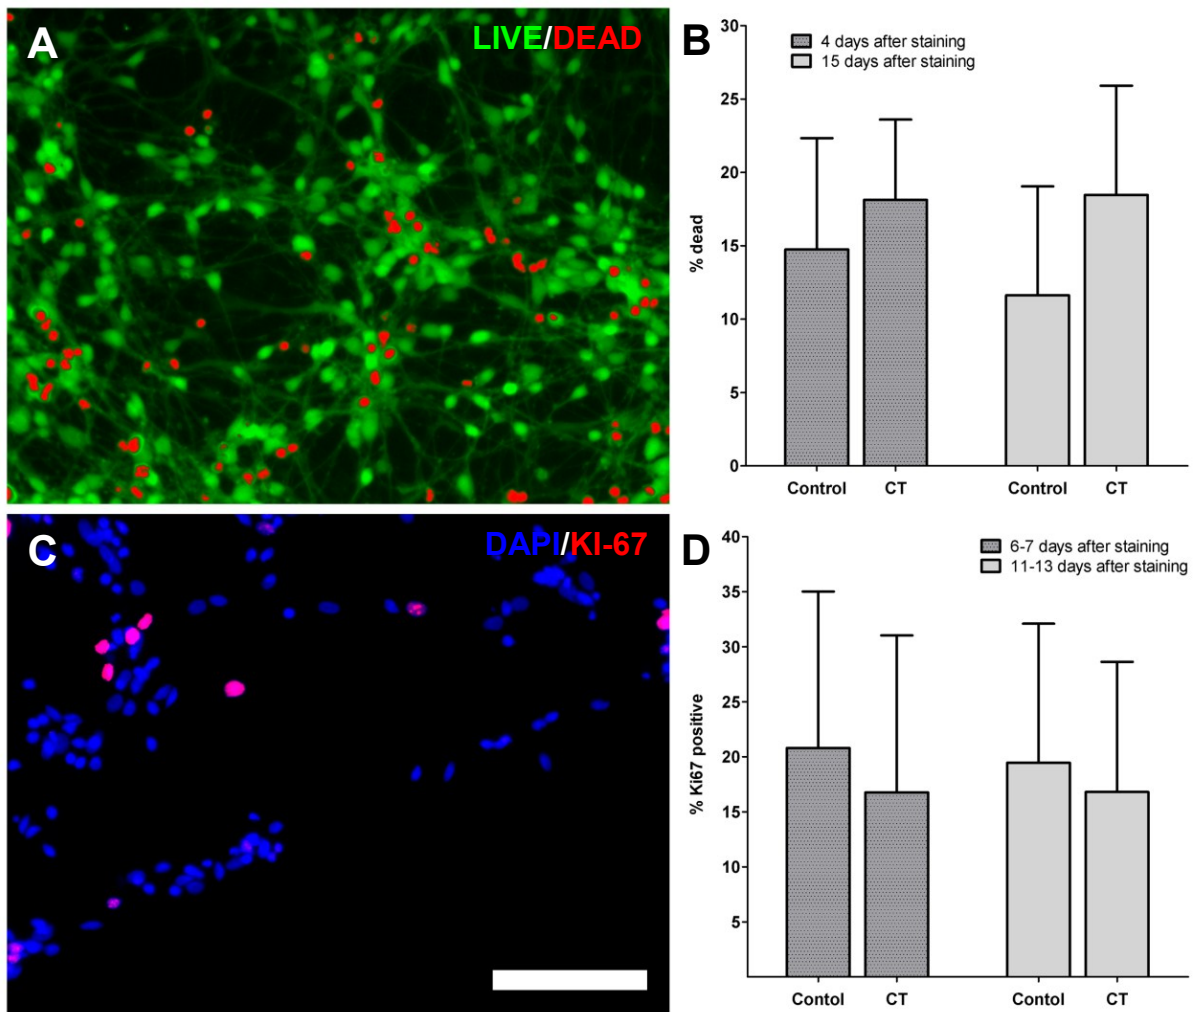 A
LIVE/DEAD
B
4 days after staining
15 days after staining
30
25
20
15
10
5
0
% dead
Control CT Control CT
C
DAPI/KI-67
D
6-7 days after staining
11-13 days after staining
40
35
30
25
20
15
10
5
% Ki67 positive
Contol CT Contol CT